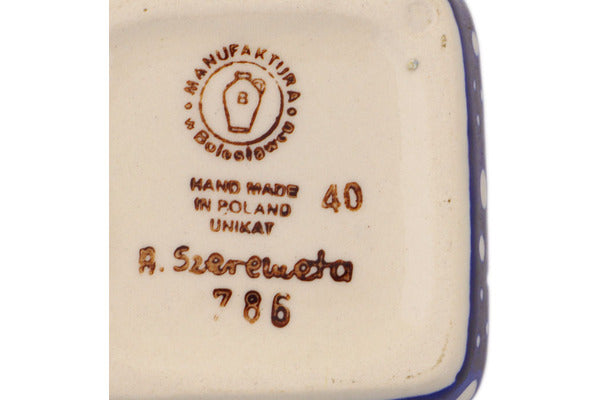 MANUFAKTURA
w Bolesławcu
B
HAND MADE
IN POLAND
UNIKAT
40
A. Szeremeta
786